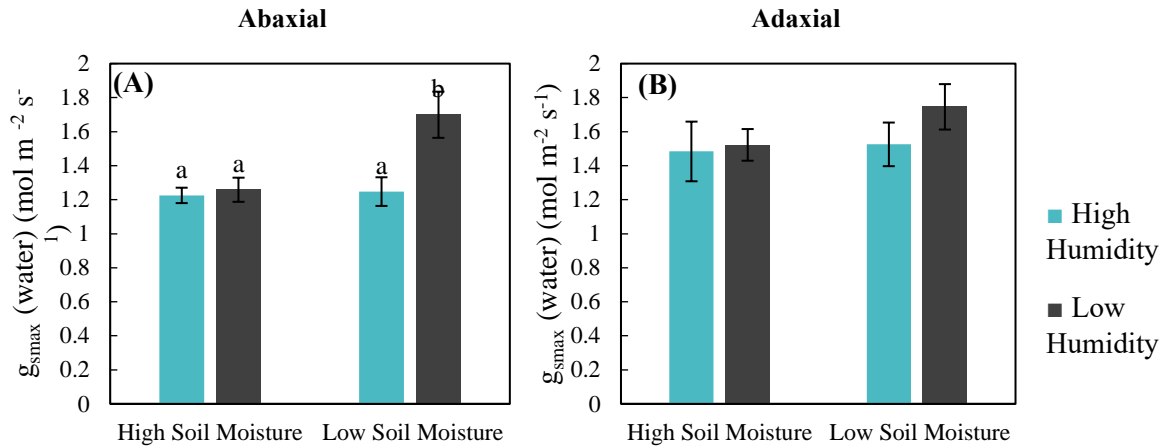 Abaxial
Adaxial
(A)
g_smax (water) (mol m ⁻² s⁻
¹)
2
1.8
1.6
1.4
1.2
1
0.8
0.6
0.4
0.2
0
a
a
a
b
High Soil Moisture
Low Soil Moisture
(B)
g_smax (water) (mol m⁻² s⁻¹)
2
1.8
1.6
1.4
1.2
1
0.8
0.6
0.4
0.2
0
High Soil Moisture
Low Soil Moisture
High
Humidity
Low
Humidity